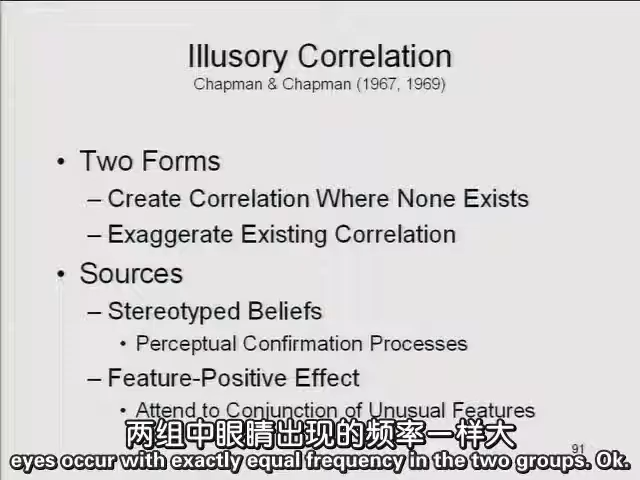 Illusory Correlation
Chapman & Chapman (1967, 1969)
• Two Forms
– Create Correlation Where None Exists
– Exaggerate Existing Correlation
• Sources
– Stereotyped Beliefs
• Perceptual Confirmation Processes
– Feature-Positive Effect
• Attend to Conjunction of Unusual Features
两组中眼睛出现的频率一样大
91
eyes occur with exactly equal frequency in the two groups. Ok.